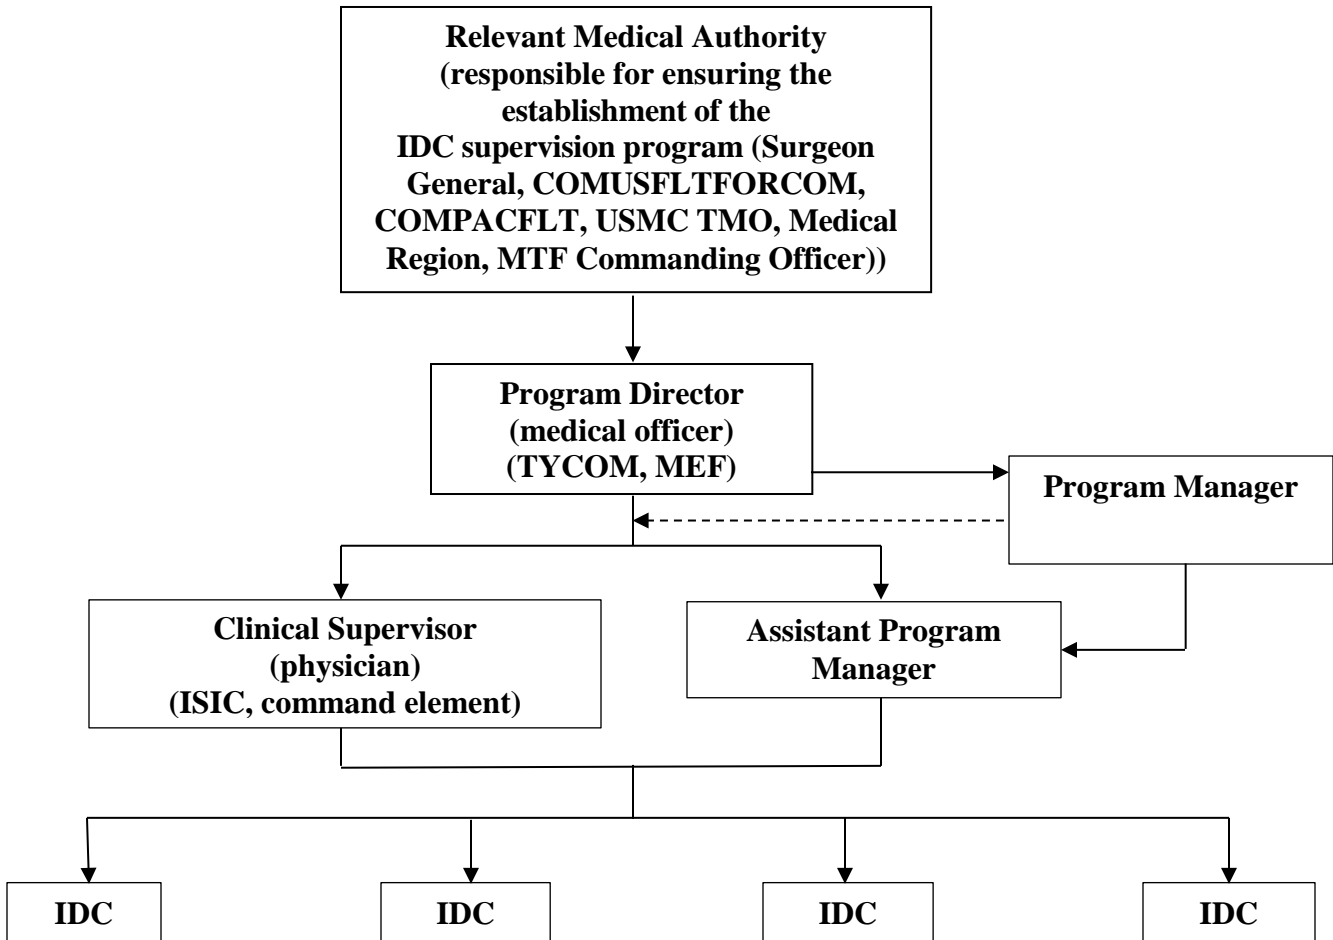 Relevant Medical Authority
(responsible for ensuring the
establishment of the
IDC supervision program (Surgeon
General, COMUSFLTFORCOM,
COMPACFLT, USMC TMO, Medical
Region, MTF Commanding Officer))
Program Director
(medical officer)
(TYCOM, MEF)
Program Manager
Clinical Supervisor
(physician)
(ISIC, command element)
Assistant Program
Manager
IDC
IDC
IDC
IDC